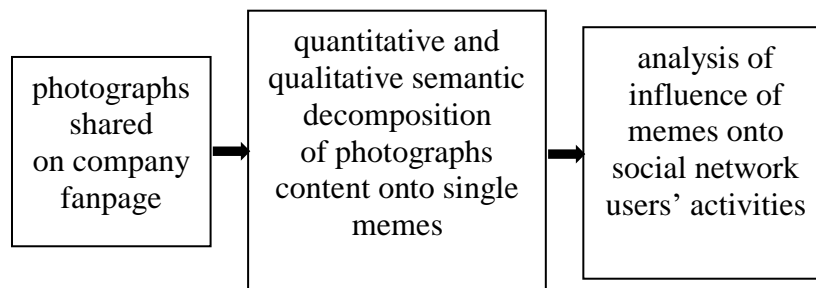 photographs
shared
on company
fanpage
quantitative and
qualitative semantic
decomposition
of photographs
content onto single
memes
analysis of
influence of
memes onto
social network
users’ activities